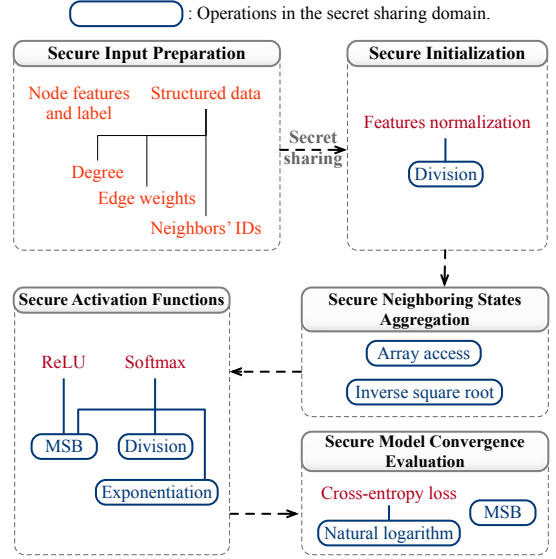 : Operations in the secret sharing domain.
Secure Input Preparation
Node features
and label
Structured data
Degree
Edge weights
Neighbors' IDs
Secret
sharing
Secure Initialization
Features normalization
Division
Secure Neighboring States
Aggregation
Array access
Inverse square root
Secure Activation Functions
ReLU
Softmax
MSB
Division
Exponentiation
Secure Model Convergence
Evaluation
Cross-entropy loss
MSB
Natural logarithm